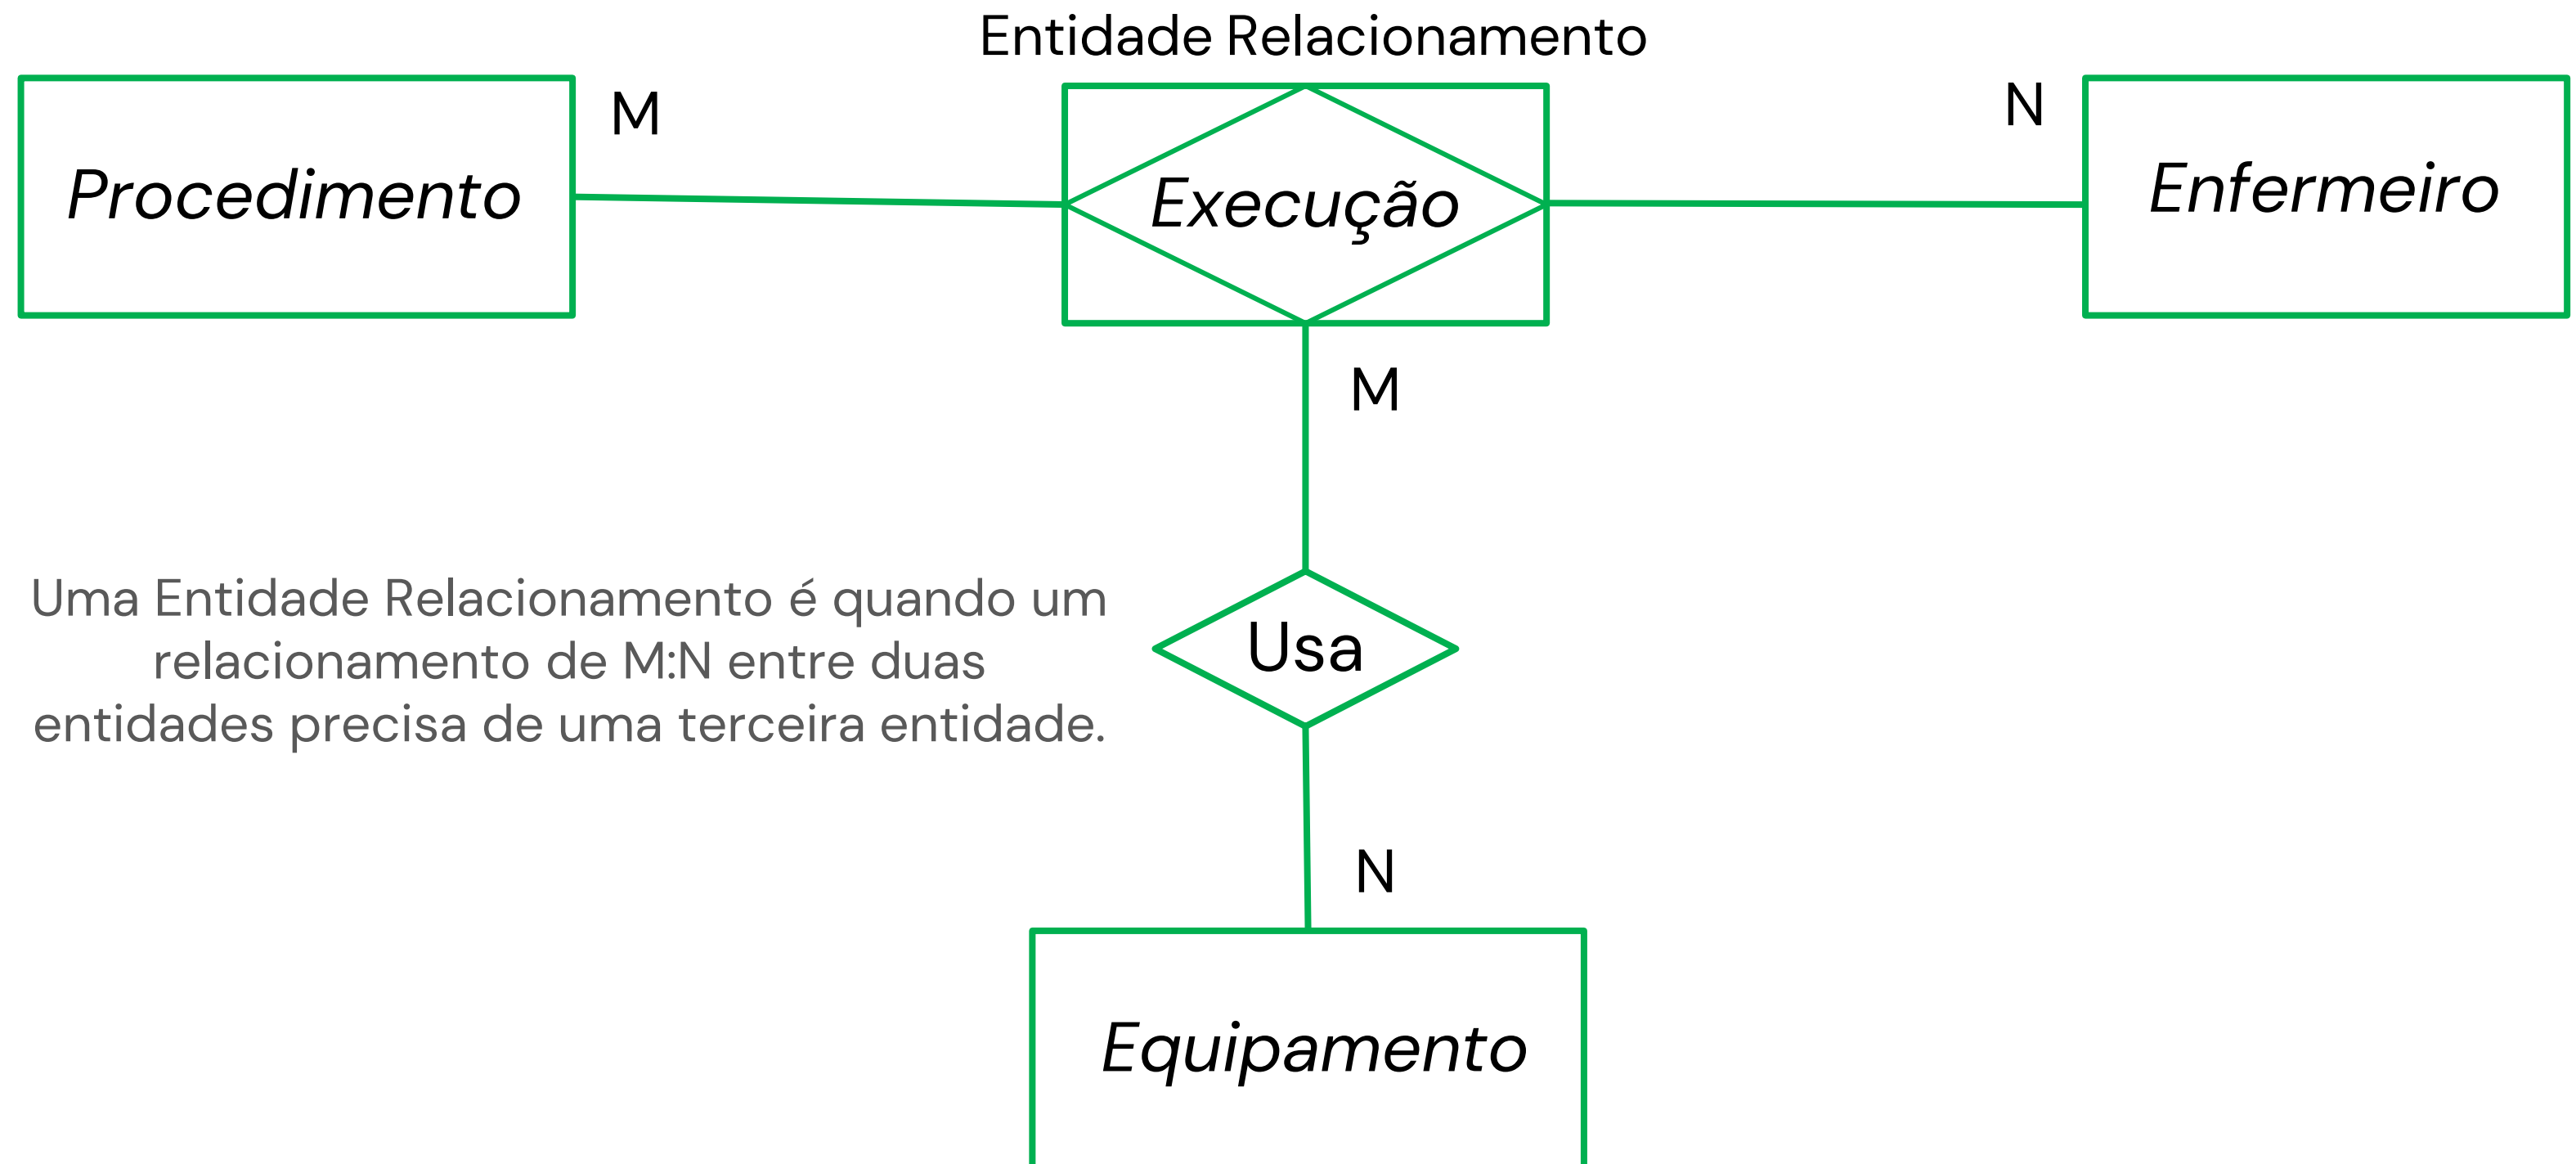 Entidade Relacionamento
M
N
Procedimento
Execução
Enfermeiro
M
Uma Entidade Relacionamento é quando um
relacionamento de M:N entre duas
entidades precisa de uma terceira entidade.
Usa
N
Equipamento